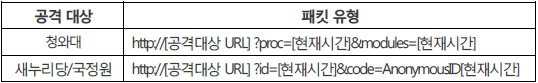 공격 대상 패킷 유형
청와대 http://[공격대상 URL] ?proc=[현재시간]&modules=[현재시간]
새누리당/국정원 http://[공격대상 URL] ?id=[현재시간]&code=AnonymousID[현재시간]